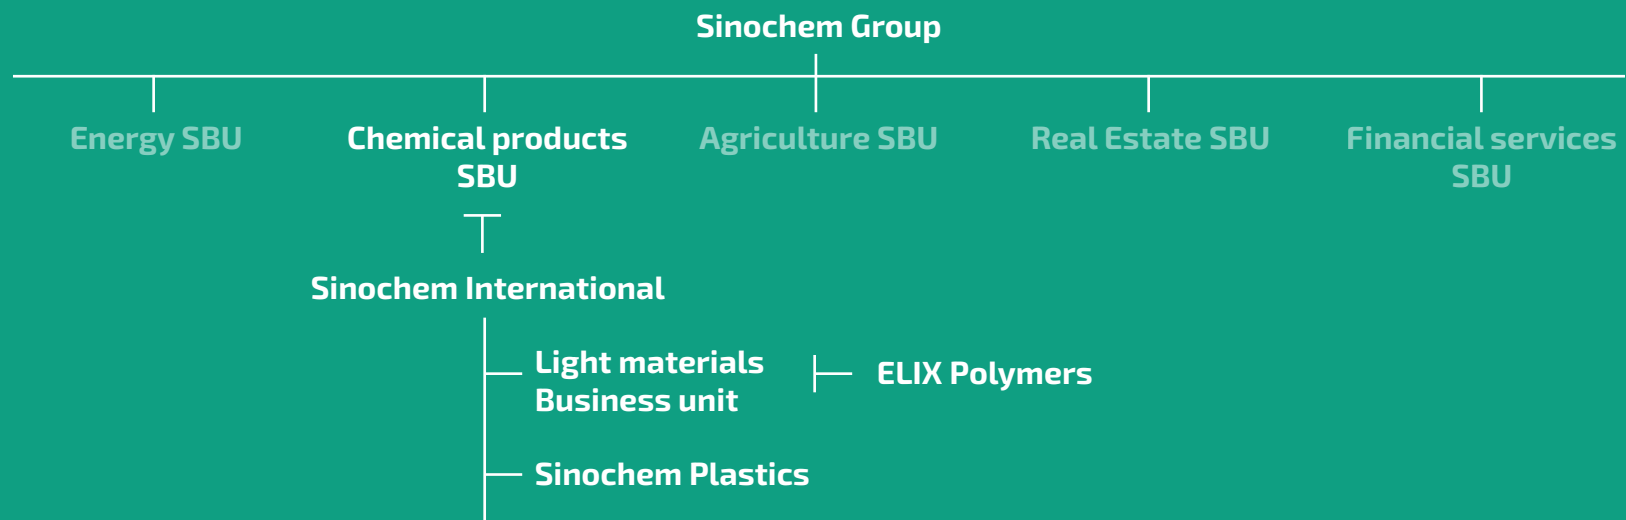 Sinochem Group
Energy SBU
Chemical products
SBU
Agriculture SBU
Real Estate SBU
Financial services
SBU
Sinochem International
Light materials
Business unit
ELIX Polymers
Sinochem Plastics